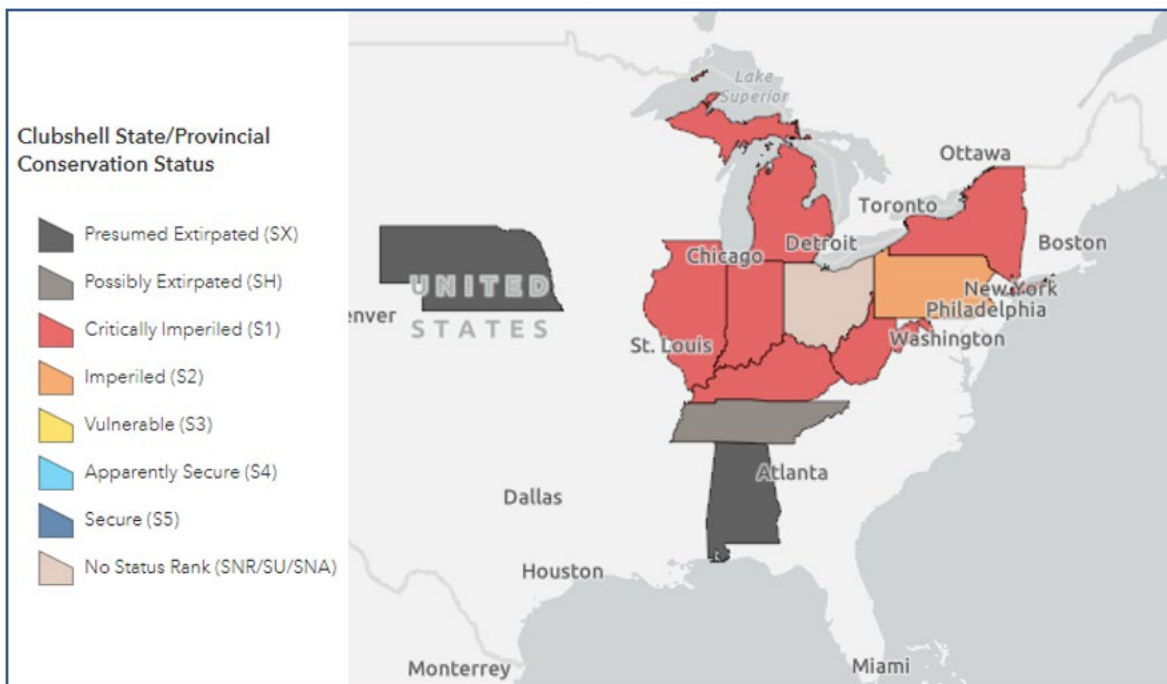 Clubshell State/Provincial
Conservation Status
Presumed Extirpated (SX)
Possibly Extirpated (SH)
Critically Imperiled (S1)
Imperiled (S2)
Vulnerable (S3)
Apparently Secure (S4)
Secure (S5)
No Status Rank (SNR/SU/SNA)
Lake
Superior
Ottawa
Toronto
Boston
Chicago
Detroit
UNITED
STATES
enver
New York
Philadelphia
St. Louis
Washington
Atlanta
Dallas
Houston
Monterrey
Miami